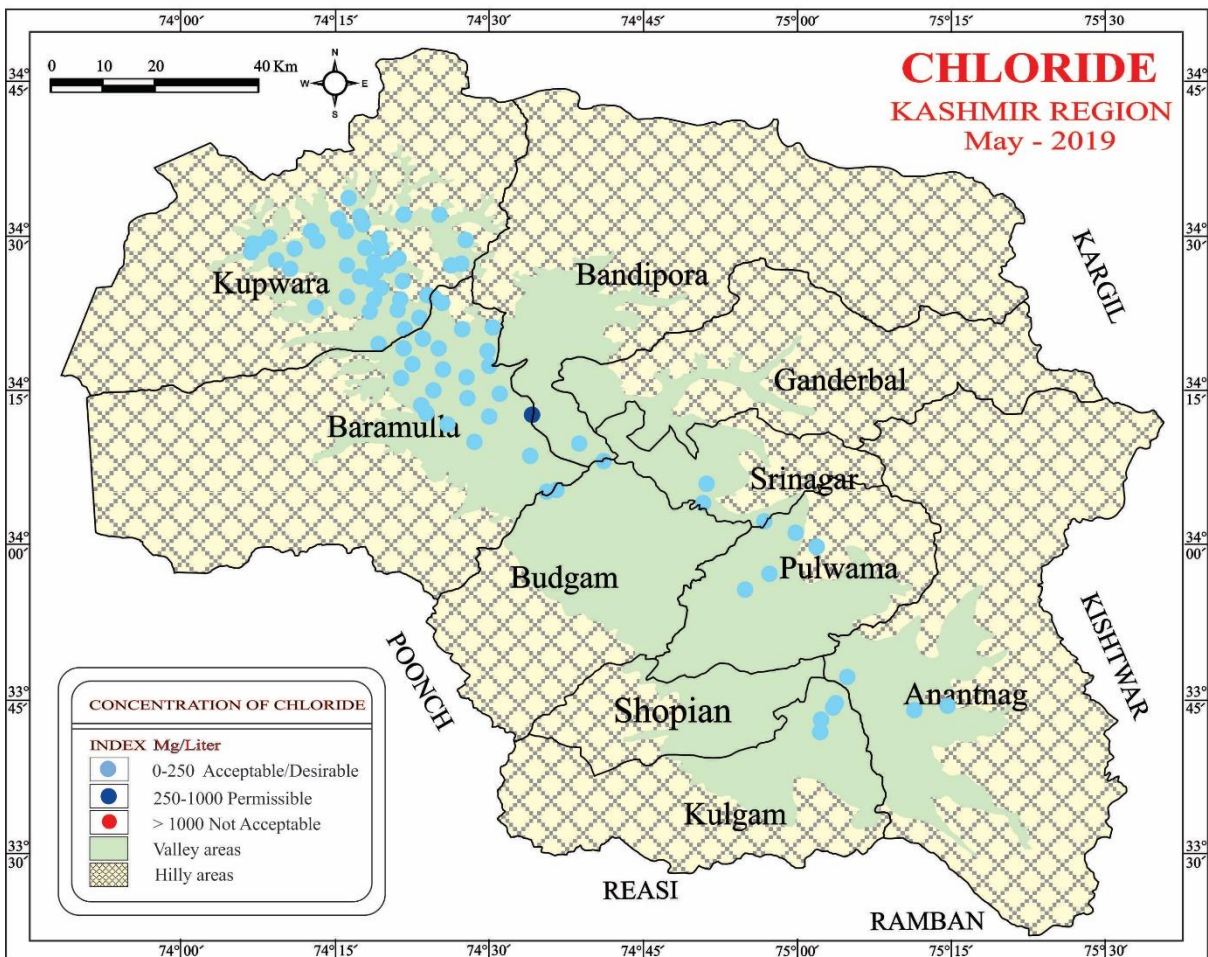 74°00′ 74°15′ 74°30′ 74°45′ 75°00′ 75°15′ 75°30′
0 10 20 40 Km
N
W E
S
CHLORIDE
KASHMIR REGION
May - 2019
34° 45′ 34° 45′
34° 30′ 34° 30′
KARGIL
Kupwara
Bandipora
Ganderbal
34° 15′ 34° 15′
Baramulla
Srinagar
34° 00′ 34° 00′
Budgam
Pulwama
KISHTWAR
POONCH
33° 45′ 33° 45′
Shopian
Anantnag
Kulgam
CONCENTRATION OF CHLORIDE
INDEX Mg/Liter
0-250 Acceptable/Desirable
250-1000 Permissible
> 1000 Not Acceptable
Valley areas
Hilly areas
33° 30′ 33° 30′
REASI
RAMBAN
74°00′ 74°15′ 74°30′ 74°45′ 75°00′ 75°15′ 75°30′